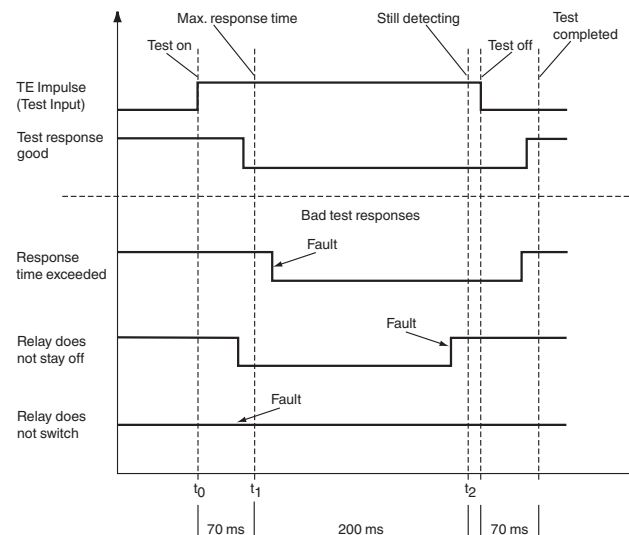 Max. response time
Still detecting
Test
completed
Test on
Test off
TE Impulse
(Test Input)
Test response
good
Bad test responses
Response
time exceeded
Fault
Relay does
not stay off
Fault
Relay does
not switch
Fault
t0
t1
t2
70 ms
200 ms
70 ms